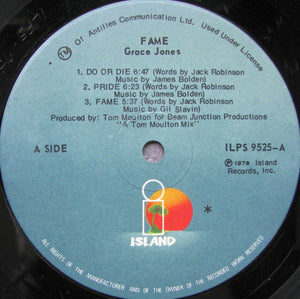 TM Of Antilles Communication Ltd. Used Under License
FAME
Grace Jones
1. DO OR DIE 6:47 (Words by Jack Robinson
Music by James Bolden)
2. PRIDE 6:23 (Words by Jack Robinson
Music by James Bolden)
3. FAME 5:37 (Words by Jack Robinson
Music by Gil Slavin)
Produced by: Tom Moulton for Beam Junction Productions
"A Tom Moulton Mix"
A SIDE
ILPS 9525-A
℗ 1978 Island
Records, Inc.
i
ISLAND
*
ALL RIGHTS OF THE MANUFACTURER AND OF THE OWNER OF THE RECORDED WORK RESERVED